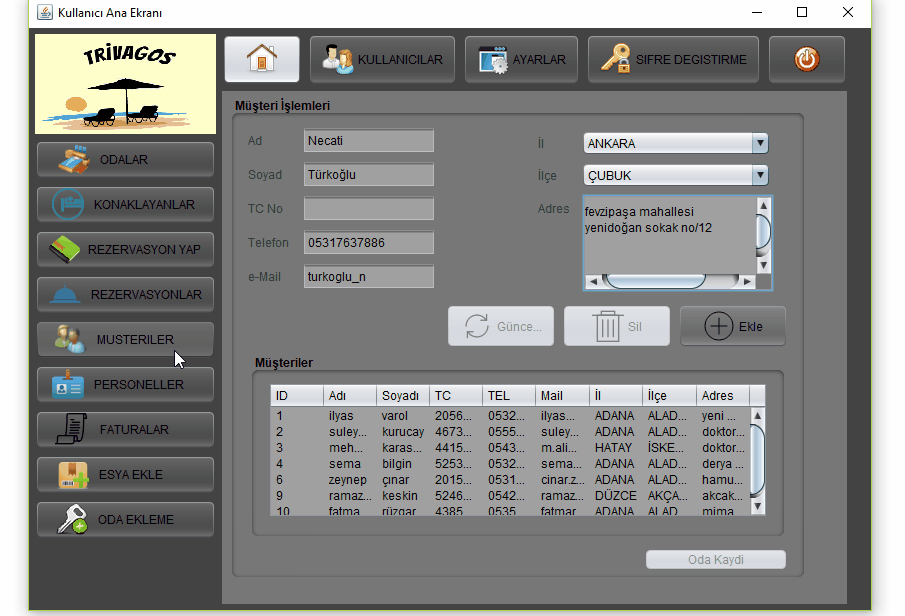 Kullanıcı Ana Ekranı
TRiVAGOS
KULLANICILAR
AYARLAR
SIFRE DEGISTIRME
ODALAR
KONAKLAYANLAR
REZERVASYON YAP
REZERVASYONLAR
MUSTERILER
PERSONELLER
FATURALAR
ESYA EKLE
ODA EKLEME
Müşteri İşlemleri
Ad Necati
Soyad Türkoğlu
TC No
Telefon 05317637886
e-Mail turkoglu_n
İl ANKARA
İlçe ÇUBUK
Adres fevzipaşa mahallesi
yenidoğan sokak no/12
Günce... Sil Ekle
Müşteriler
ID Adı Soyadı TC TEL Mail İl İlçe Adres
1 ilyas varol 2056... 0532... ilyas... ADANA ALAD... yeni ...
2 suley... kurucay 4673... 0555... suley... ADANA ALAD... doktor...
3 meh... karas... 4415... 0543... m.ali... HATAY İSKE... doktor...
4 sema bilgin 5253... 0532... sema... ADANA ALAD... derya ...
6 zeynep çınar 2015... 0531... cinar.z... ADANA ALAD... hamu...
9 ramaz... keskin 5246... 0542... ramaz... DÜZCE AKÇA... akcak...
10 fatma rüzgar 4385 0535 fatmar ADANA ALAD mima
Oda Kaydi